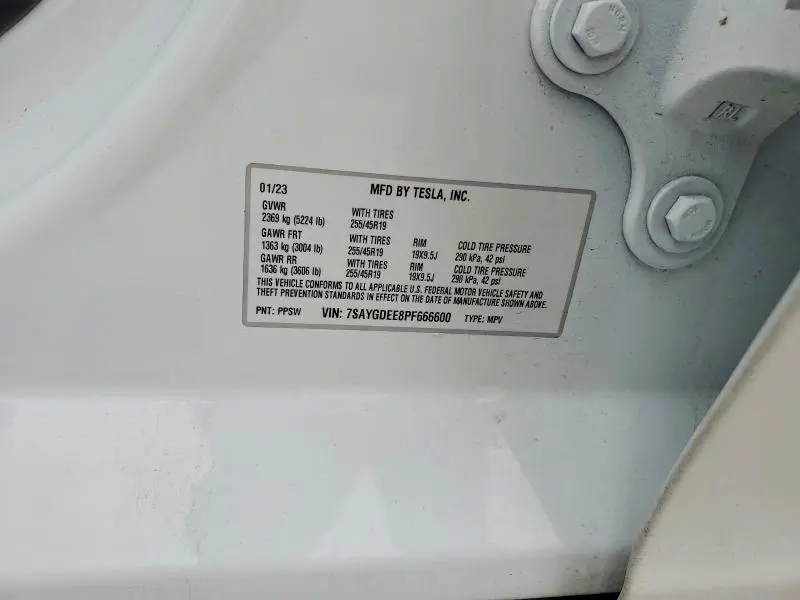 01/23 MFD BY TESLA, INC.
GVWR
2369 kg (5224 lb) WITH TIRES 255/45R19
GAWR FRT WITH TIRES RIM COLD TIRE PRESSURE
1363 kg (3004 lb) 255/45R19 19X9.5J 290 kPa, 42 psi
GAWR RR WITH TIRES RIM COLD TIRE PRESSURE
1636 kg (3606 lb) 255/45R19 19X9.5J 290 kPa, 42 psi
THIS VEHICLE CONFORMS TO ALL APPLICABLE U.S. FEDERAL MOTOR VEHICLE SAFETY AND
THEFT PREVENTION STANDARDS IN EFFECT ON THE DATE OF MANUFACTURE SHOWN ABOVE.
PNT: PPSW VIN: 7SAYGDEE8PF666600 TYPE: MPV
RL